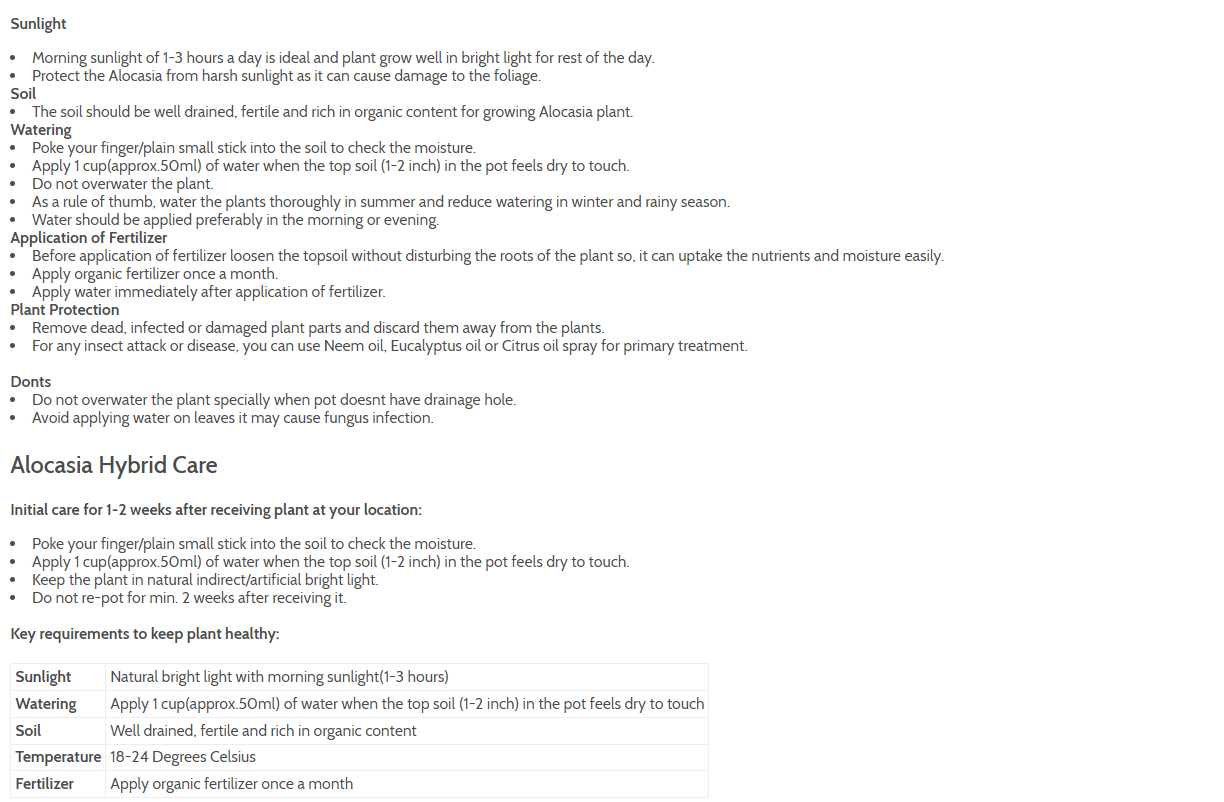 Sunlight
• Morning sunlight of 1-3 hours a day is ideal and plant grow well in bright light for rest of the day.
• Protect the Alocasia from harsh sunlight as it can cause damage to the foliage.
Soil
• The soil should be well drained, fertile and rich in organic content for growing Alocasia plant.
Watering
• Poke your finger/plain small stick into the soil to check the moisture.
• Apply 1 cup(approx.50ml) of water when the top soil (1-2 inch) in the pot feels dry to touch.
• Do not overwater the plant.
• As a rule of thumb, water the plants thoroughly in summer and reduce watering in winter and rainy season.
• Water should be applied preferably in the morning or evening.
Application of Fertilizer
• Before application of fertilizer loosen the topsoil without disturbing the roots of the plant so, it can uptake the nutrients and moisture easily.
• Apply organic fertilizer once a month.
• Apply water immediately after application of fertilizer.
Plant Protection
• Remove dead, infected or damaged plant parts and discard them away from the plants.
• For any insect attack or disease, you can use Neem oil, Eucalyptus oil or Citrus oil spray for primary treatment.
Donts
• Do not overwater the plant specially when pot doesnt have drainage hole.
• Avoid applying water on leaves it may cause fungus infection.
Alocasia Hybrid Care
Initial care for 1-2 weeks after receiving plant at your location:
• Poke your finger/plain small stick into the soil to check the moisture.
• Apply 1 cup(approx.50ml) of water when the top soil (1-2 inch) in the pot feels dry to touch.
• Keep the plant in natural indirect/artificial bright light.
• Do not re-pot for min. 2 weeks after receiving it.
Key requirements to keep plant healthy:
Sunlight Natural bright light with morning sunlight(1-3 hours)
Watering Apply 1 cup(approx.50ml) of water when the top soil (1-2 inch) in the pot feels dry to touch
Soil Well drained, fertile and rich in organic content
Temperature 18-24 Degrees Celsius
Fertilizer Apply organic fertilizer once a month